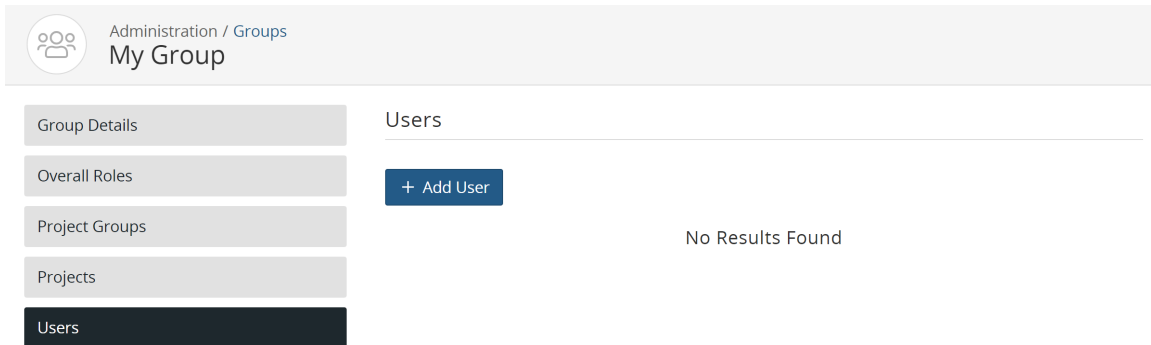 Administration / Groups
My Group
Group Details
Overall Roles
Project Groups
Projects
Users
Users
+ Add User
No Results Found